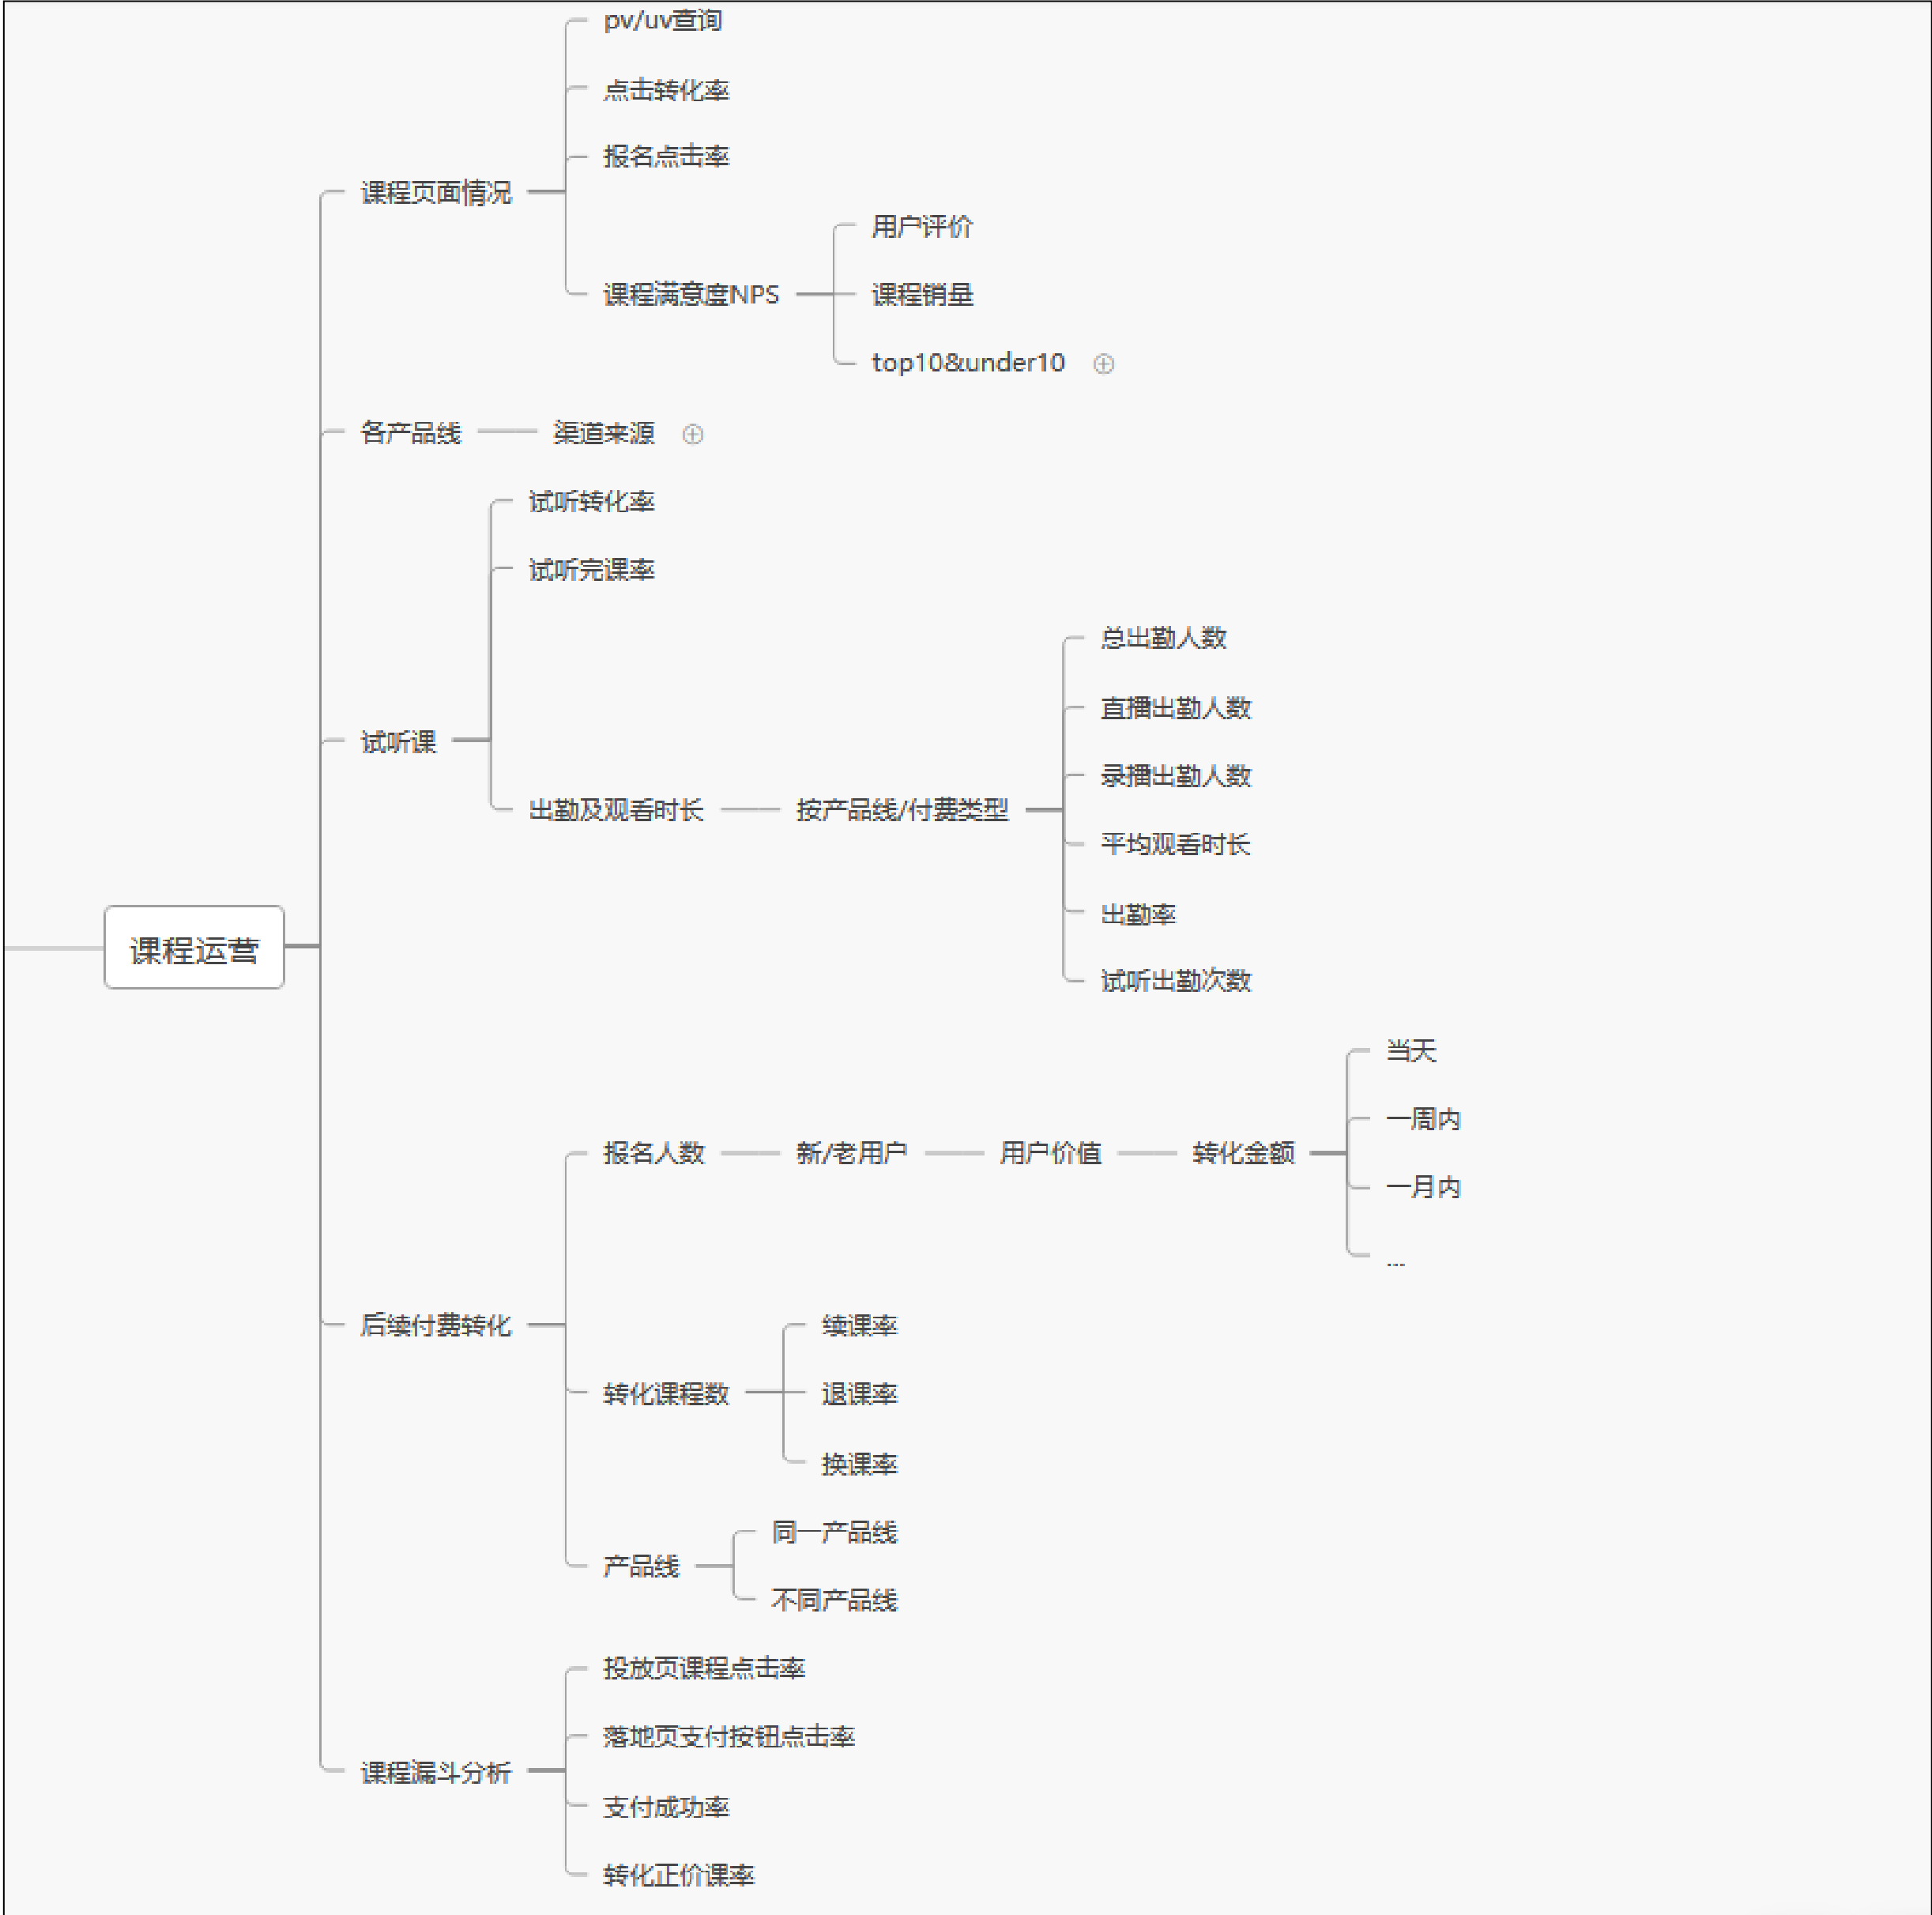 课程运营
课程页面情况
pv/uv查询
点击转化率
报名点击率
课程满意度NPS
用户评价
课程销量
top10&under10
各产品线
渠道来源
试听课
试听转化率
试听完课率
出勤及观看时长
按产品线/付费类型
总出勤人数
直播出勤人数
录播出勤人数
平均观看时长
出勤率
试听出勤次数
后续付费转化
报名人数
新/老用户
用户价值
转化金额
当天
一周内
一月内
...
转化课程数
续课率
退课率
换课率
产品线
同一产品线
不同产品线
课程漏斗分析
投放页课程点击率
落地页支付按钮点击率
支付成功率
转化正价课率